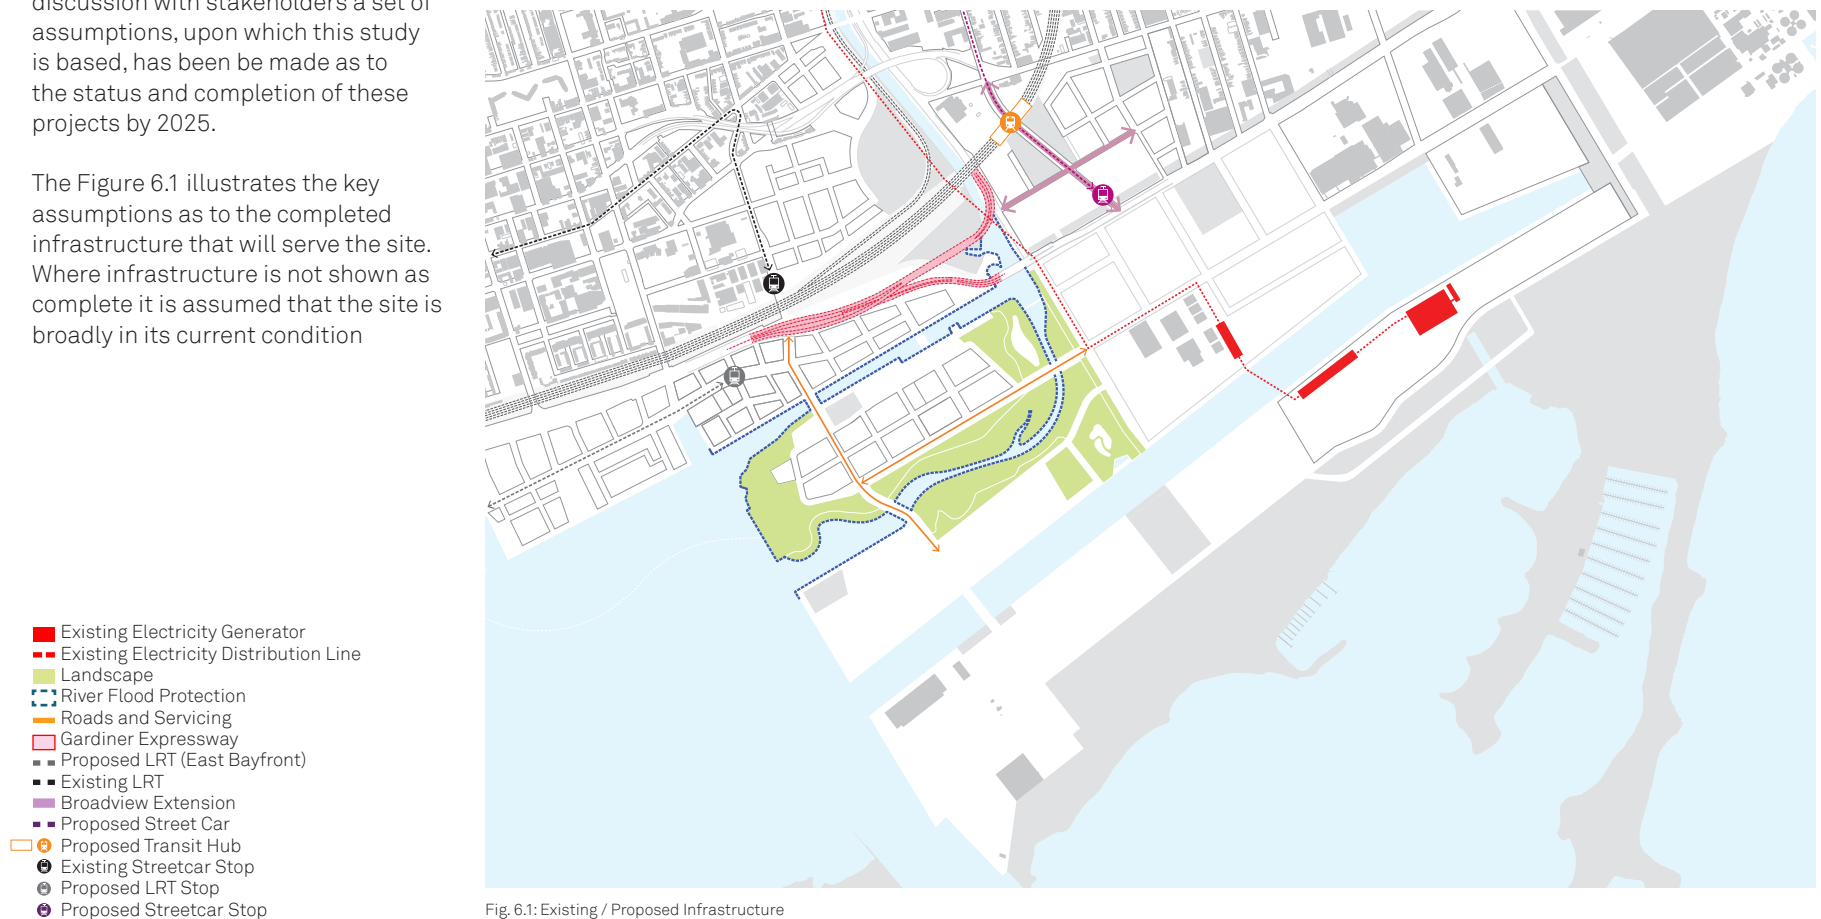 discussion with stakeholders a set of
assumptions, upon which this study
is based, has been be made as to
the status and completion of these
projects by 2025.
The Figure 6.1 illustrates the key
assumptions as to the completed
infrastructure that will serve the site.
Where infrastructure is not shown as
complete it is assumed that the site is
broadly in its current condition
Existing Electricity Generator
Existing Electricity Distribution Line
Landscape
River Flood Protection
Roads and Servicing
Gardiner Expressway
Proposed LRT (East Bayfront)
Existing LRT
Broadview Extension
Proposed Street Car
Proposed Transit Hub
Existing Streetcar Stop
Proposed LRT Stop
Proposed Streetcar Stop
Fig. 6.1: Existing / Proposed Infrastructure